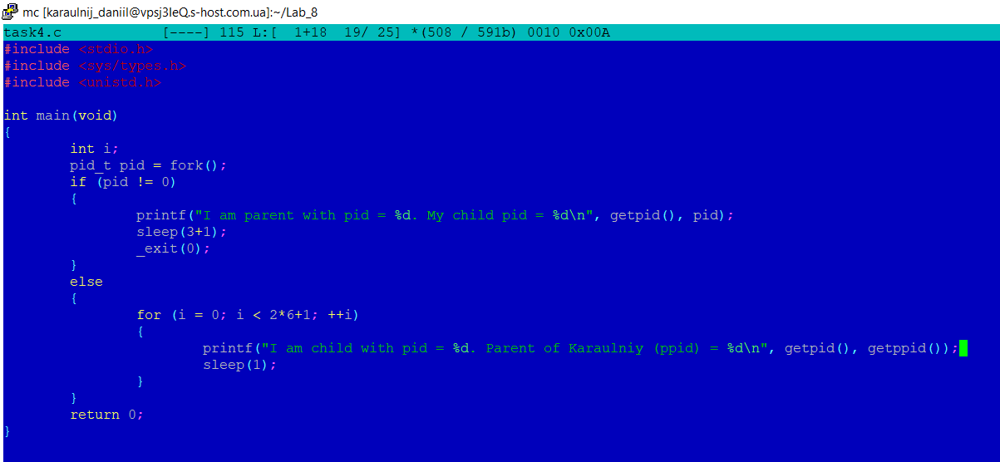 mc [karaulnij_daniil@vpsj3IeQ.s-host.com.ua]:~/Lab_8
task4.c            [----] 115 L:[  1+18  19/ 25] *(508 / 591b) 0010 0x00A
#include <stdio.h>
#include <sys/types.h>
#include <unistd.h>
int main(void)
{
        int i;
        pid_t pid = fork();
        if (pid != 0)
        {
                printf("I am parent with pid = %d. My child pid = %d\n", getpid(), pid);
                sleep(3+1);
                _exit(0);
        }
        else
        {
                for (i = 0; i < 2*6+1; ++i)
                {
                        printf("I am child with pid = %d. Parent of Karaulniy (ppid) = %d\n", getpid(), getppid());
                        sleep(1);
                }
        }
        return 0;
}